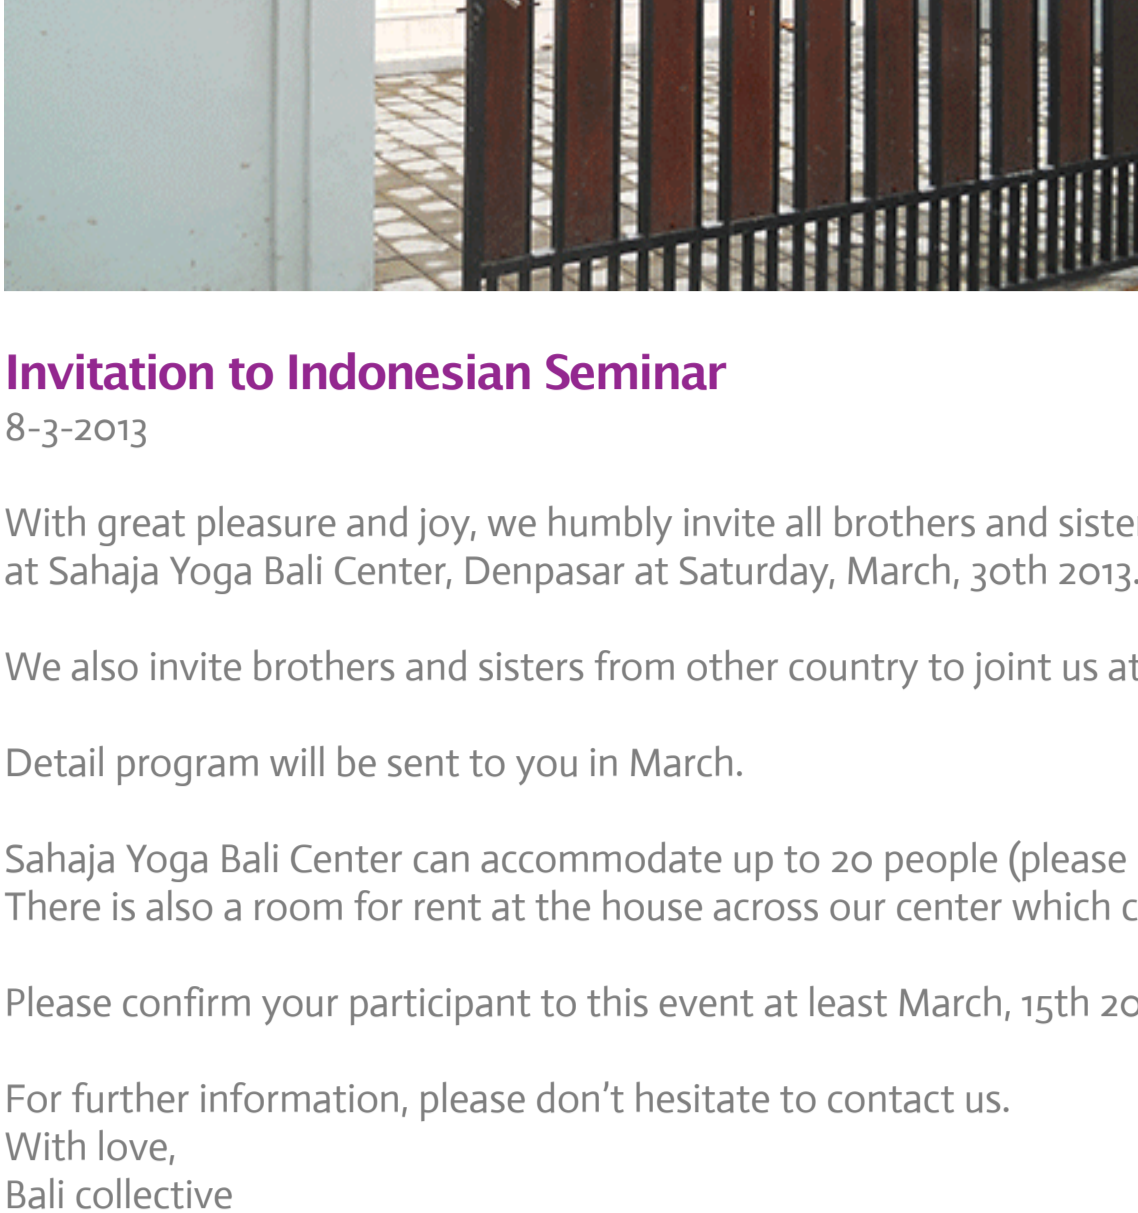 Invitation to Indonesian Seminar
8-3-2013
With great pleasure and joy, we humbly invite all brothers and
at Sahaja Yoga Bali Center, Denpasar at Saturday, March, 30th 2013.
We also invite brothers and sisters from other country to joint us at
Detail program will be sent to you in March.
Sahaja Yoga Bali Center can accommodate up to 20 people (please
There is also a room for rent at the house across our center which
Please confirm your participant to this event at least March, 15th
For further information, please don't hesitate to contact us.
With love,
Bali collective